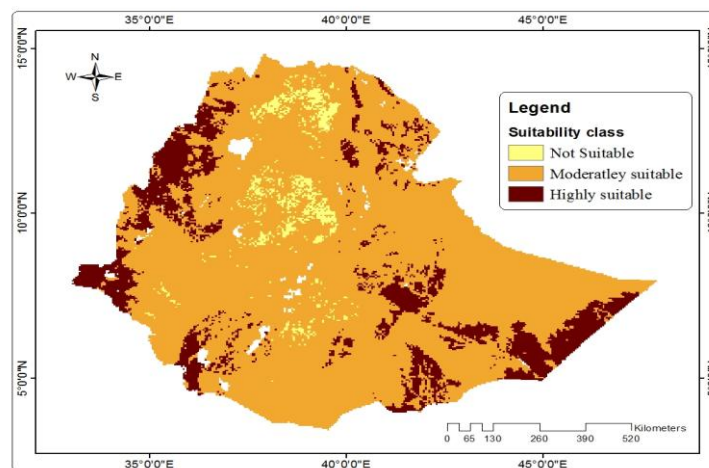 35°0'0"E 40°0'0"E 45°0'0"E
15°0'0"N
N
W E
S
Legend
Suitability class
Not Suitable
Moderatley suitable
Highly suitable
10°0'0"N
5°0'0"N
Kilometers
0 65 130 260 390 520
35°0'0"E 40°0'0"E 45°0'0"E